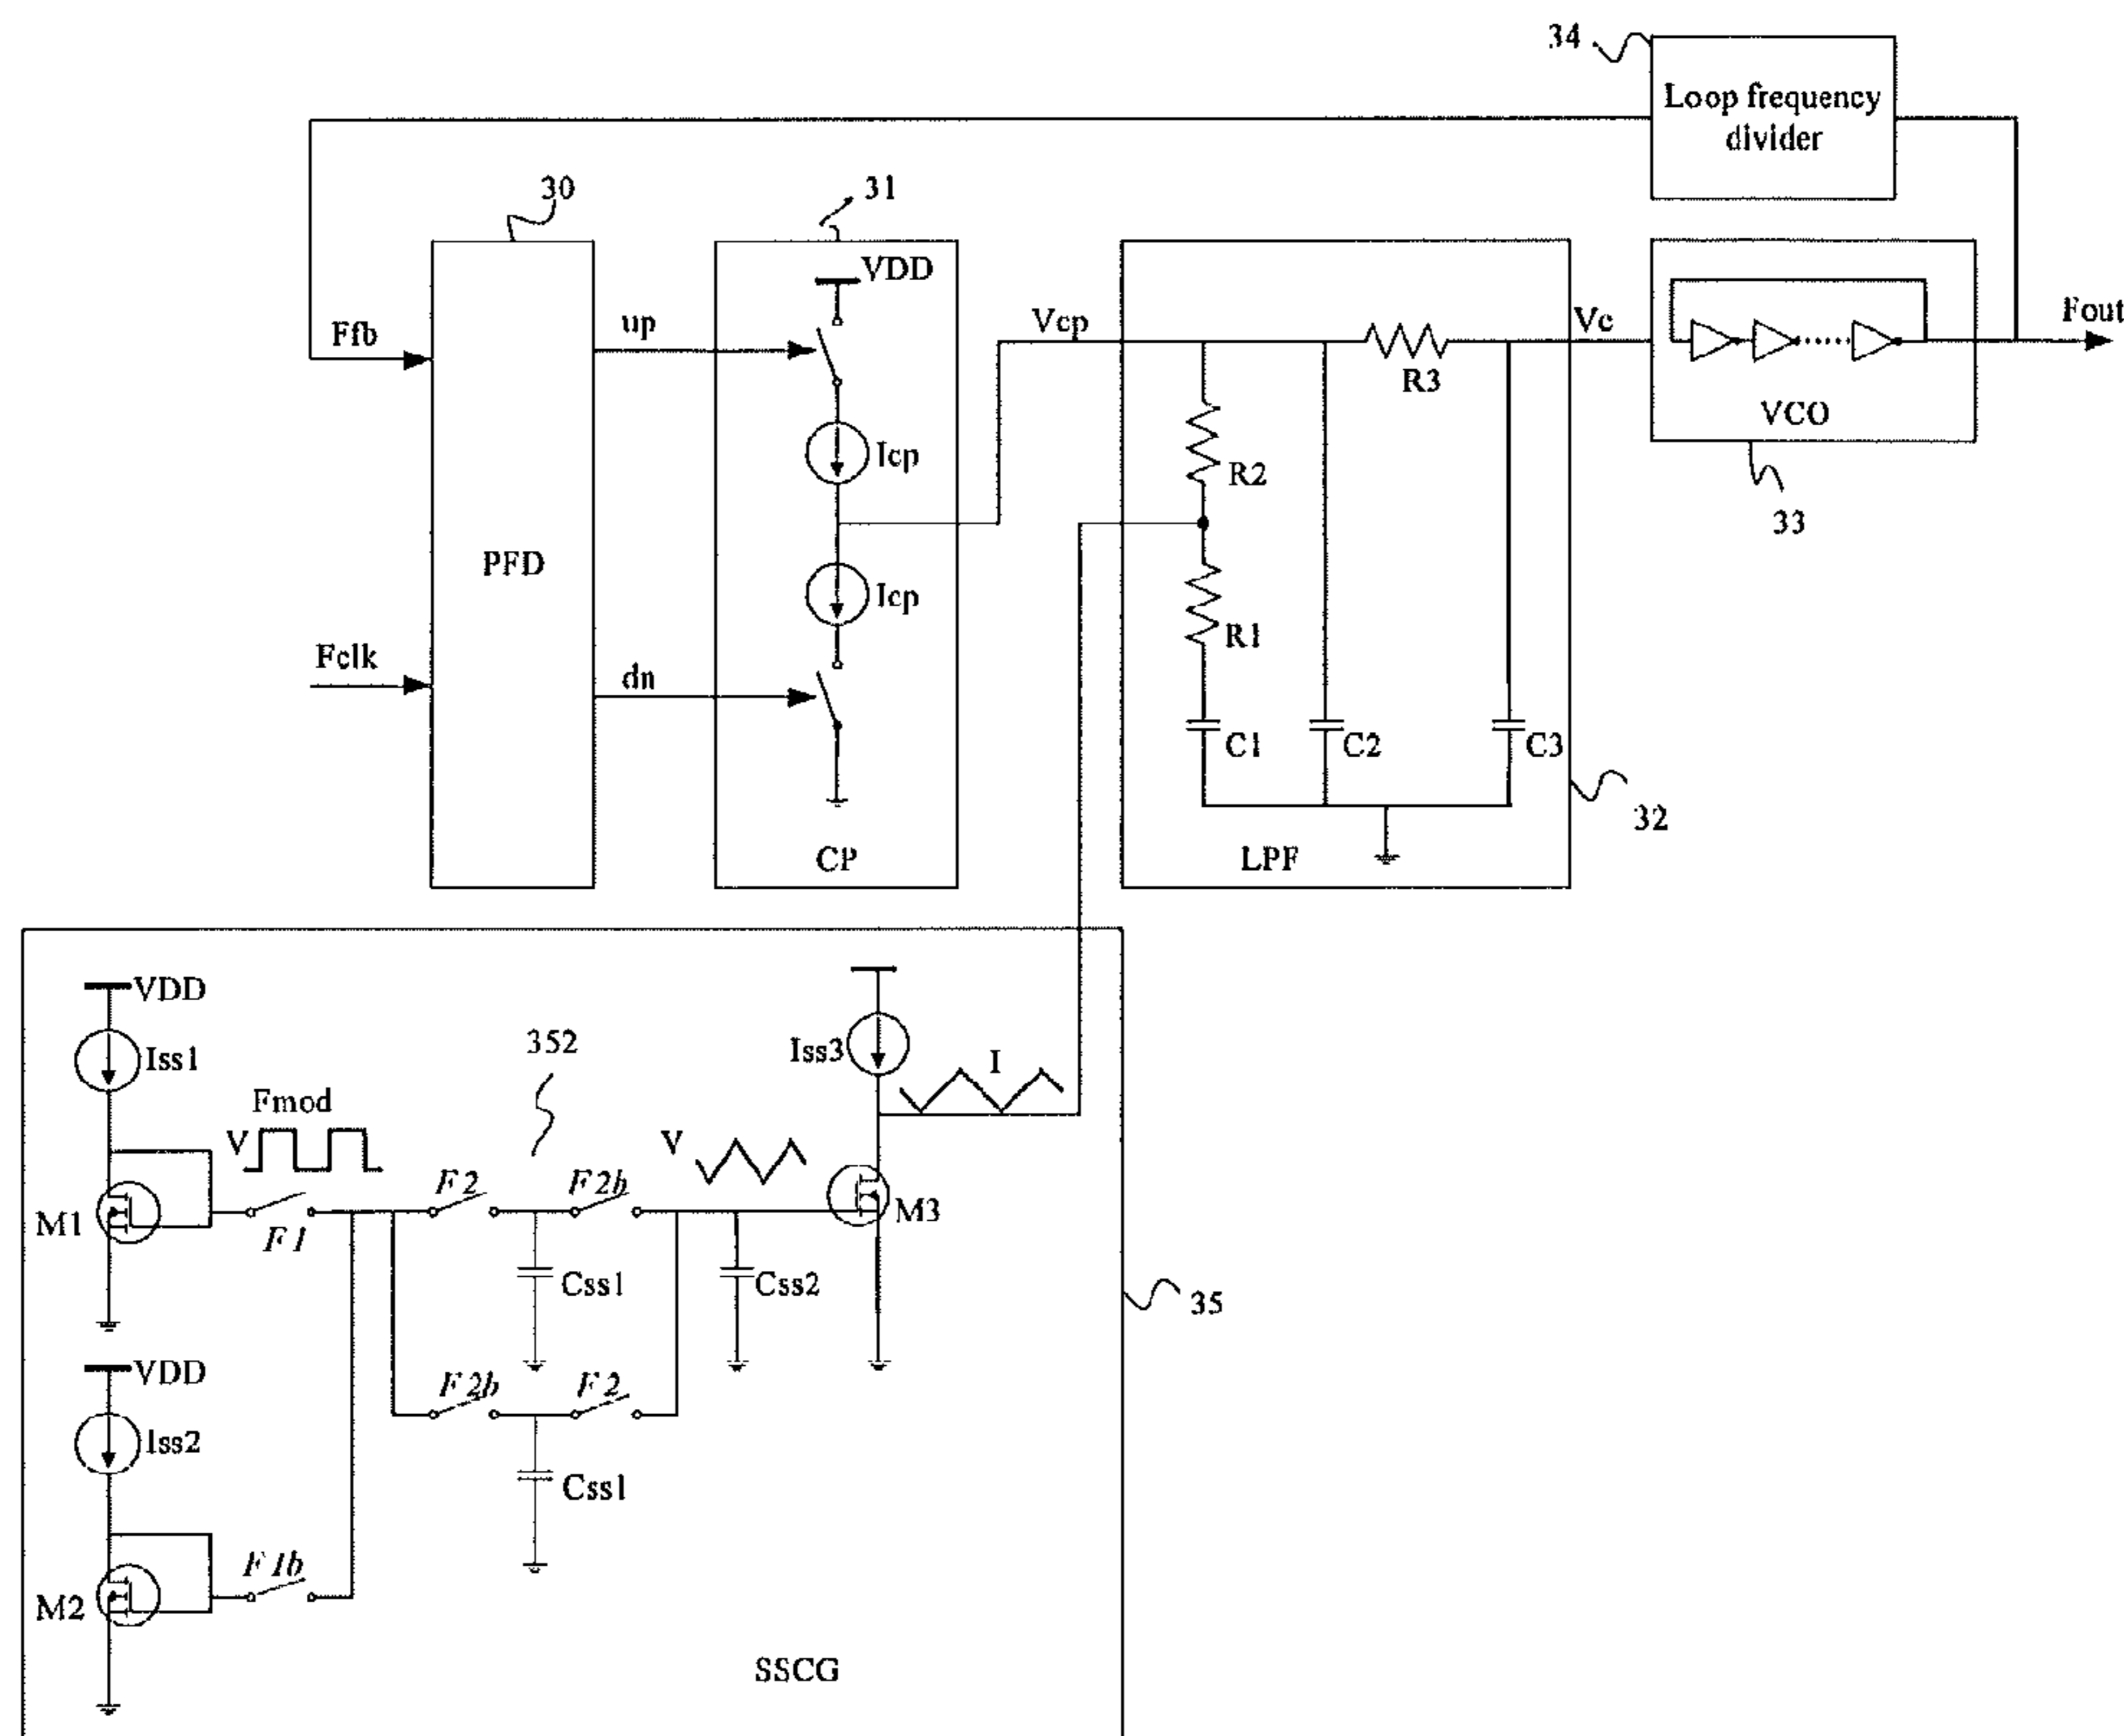 34
Loop frequency
divider
30
31
Ffb
up
VDD
Vcp
Vc
Fout
R3
VCO
Icp
R2
33
PFD
Icp
R1
Fclk
dn
C1
C2
C3
32
CP
LPF
VDD
Iss1
352
Iss3
I
Fmod
V
V
F2
F2b
M1
F1
M3
Css1
Css2
35
VDD
F2b
F2
Iss2
Css1
F1b
M2
SSCG